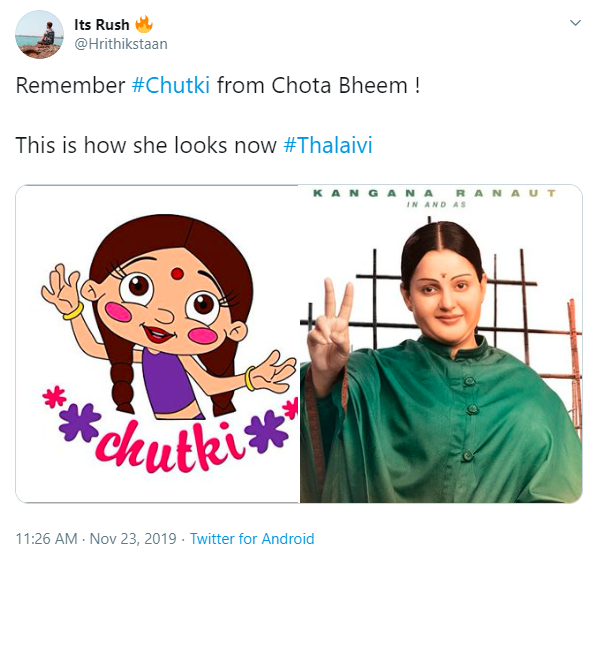 Its Rush 🔥
@Hrithikstaan
Remember #Chutki from Chota Bheem !
This is how she looks now #Thalaivi
chutki
KANGANA RANAUT
IN AND AS
11:26 AM · Nov 23, 2019 · Twitter for Android